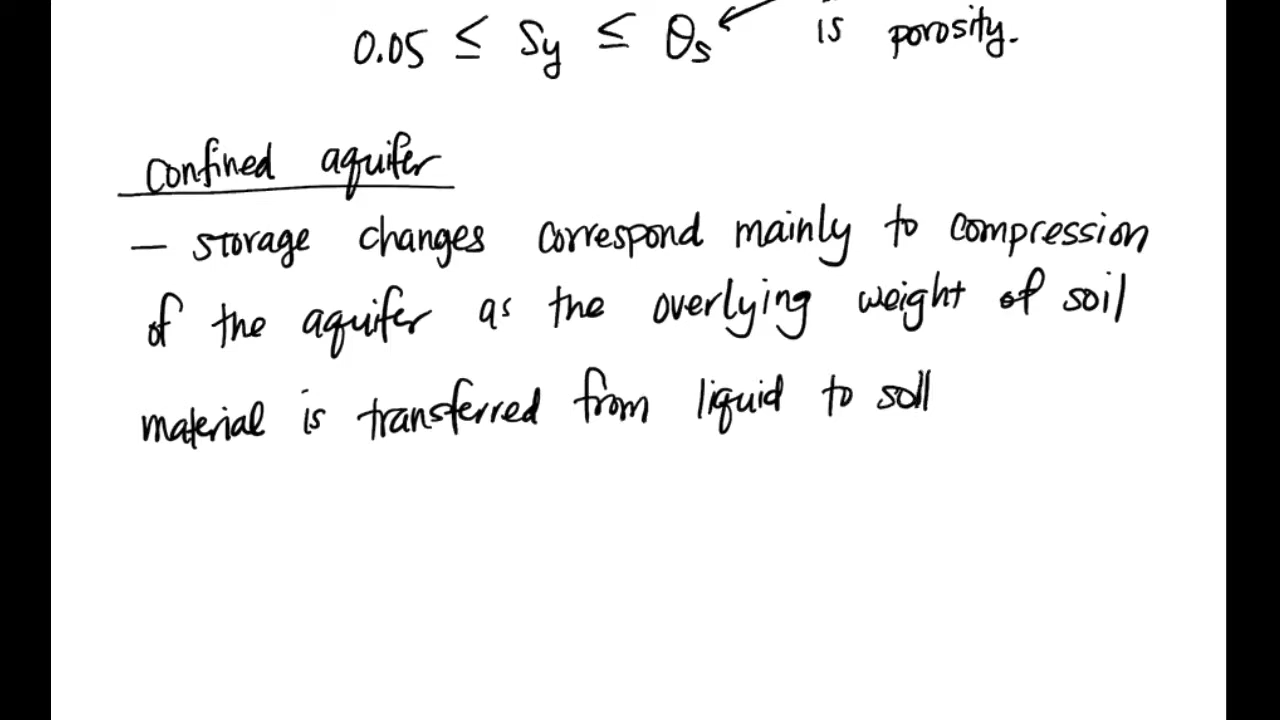 0.05 ≤ Sy ≤ θs is porosity.
Confined aquifer
— storage changes correspond mainly to compression
of the aquifer as the overlying weight of soil
material is transferred from liquid to